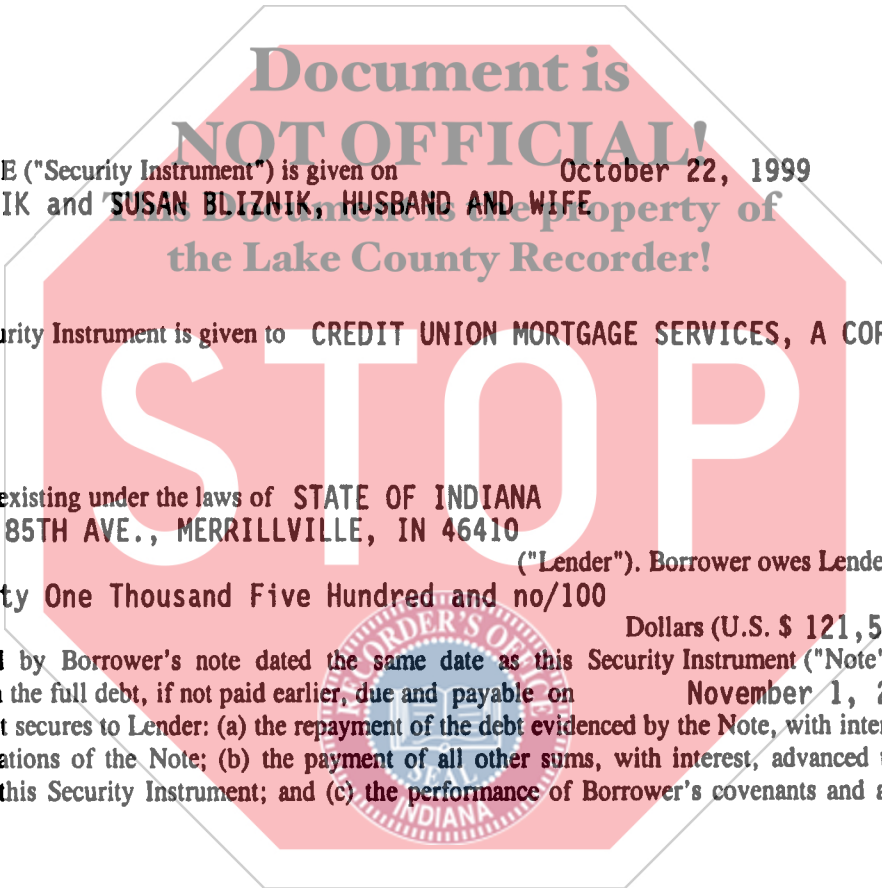 Document is
NOT OFFICIAL!
E ("Security Instrument") is given on October 22, 1999
IK and SUSAN BLIZNIK, HUSBAND AND WIFE
This Document is the property of
the Lake County Recorder!
urity Instrument is given to CREDIT UNION MORTGAGE SERVICES, A COR
STOP
existing under the laws of STATE OF INDIANA
85TH AVE., MERRILLVILLE, IN 46410
("Lender"). Borrower owes Lende
ty One Thousand Five Hundred and no/100
Dollars (U.S. $ 121,5
by Borrower's note dated the same date as this Security Instrument ("Note"
the full debt, if not paid earlier, due and payable on November 1, 2
t secures to Lender: (a) the repayment of the debt evidenced by the Note, with inter
ations of the Note; (b) the payment of all other sums, with interest, advanced
this Security Instrument; and (c) the performance of Borrower's covenants and a
RECORDER'S OFFICE
SEAL
INDIANA